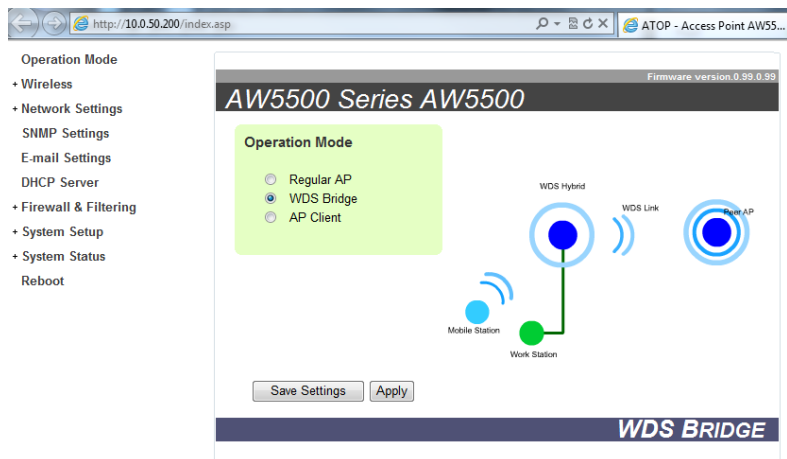 http://10.0.50.200/index.asp
ATOP - Access Point AW55...
Operation Mode
+ Wireless
+ Network Settings
SNMP Settings
E-mail Settings
DHCP Server
+ Firewall & Filtering
+ System Setup
+ System Status
Reboot
Firmware version.0.99.0.99
AW5500 Series AW5500
Operation Mode
Regular AP
WDS Bridge
AP Client
WDS Hybrid
WDS Link
Peer AP
Mobile Station
Work Station
Save Settings
Apply
WDS BRIDGE